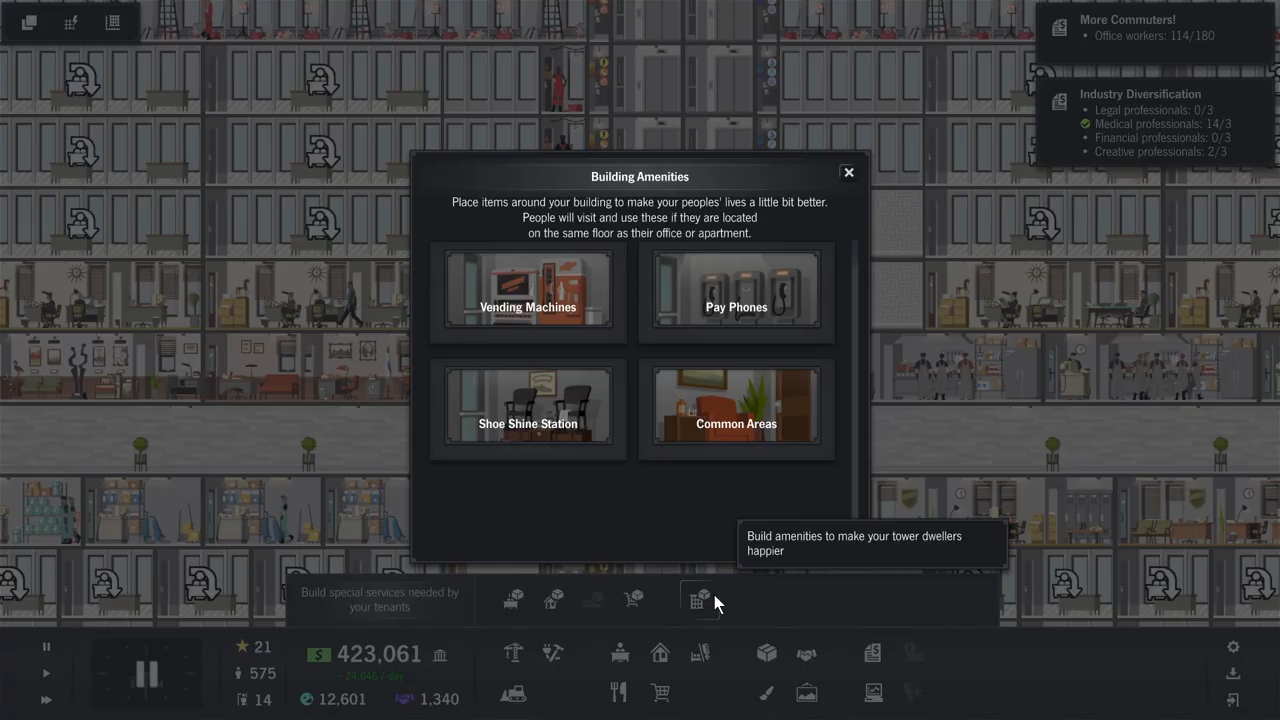 More Commuters!
• Office workers: 114/180
Industry Diversification
• Legal professionals: 0/3
Medical professionals: 14/3
• Financial professionals: 0/3
• Creative professionals: 2/3
Building Amenities
Place items around your building to make your peoples' lives a little bit better.
People will visit and use these if they are located
on the same floor as their office or apartment.
Vending Machines
Pay Phones
Shoe Shine Station
Common Areas
Build amenities to make your tower dwellers
happier
Build special services needed by
your tenants
21
575
14
$ 423,061
+ 24,646 / day
12,601
1,340